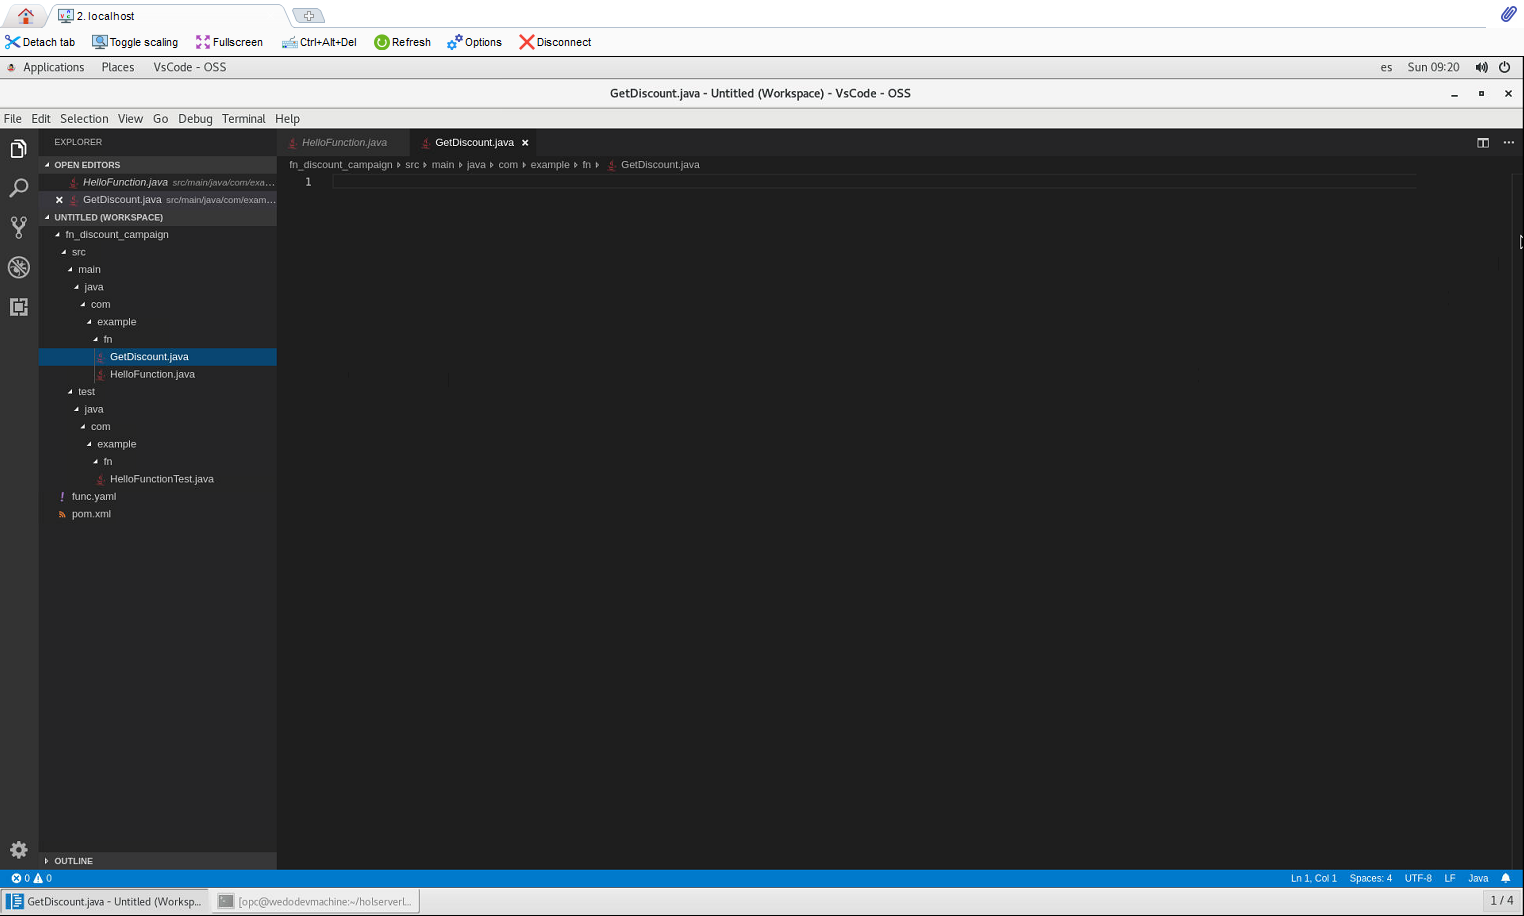 2. localhost
Detach tab Toggle scaling Fullscreen Ctrl+Alt+Del Refresh Options Disconnect
Applications Places VsCode - OSS es Sun 09:20
GetDiscount.java - Untitled (Workspace) - VsCode - OSS
File Edit Selection View Go Debug Terminal Help
EXPLORER
HelloFunction.java GetDiscount.java
OPEN EDITORS
fn_discount_campaign src main java com example fn GetDiscount.java
HelloFunction.java src/main/java/com/exa...
1
GetDiscount.java src/main/java/com/exam...
UNTITLED (WORKSPACE)
fn_discount_campaign
src
main
java
com
example
fn
GetDiscount.java
HelloFunction.java
test
java
com
example
fn
HelloFunctionTest.java
! func.yaml
pom.xml
OUTLINE
0 0 Ln 1, Col 1 Spaces: 4 UTF-8 LF Java
GetDiscount.java - Untitled (Worksp... [opc@wedodevmachine:~/holserverl... 1 / 4